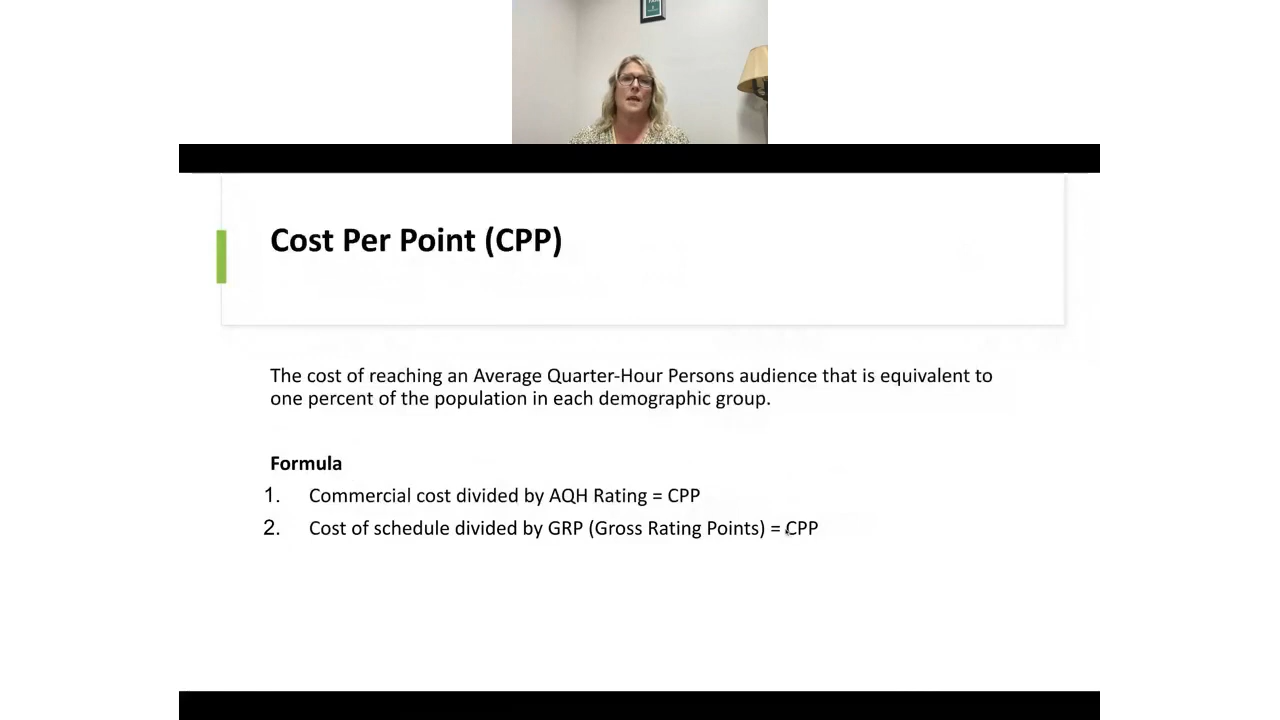 Cost Per Point (CPP)
The cost of reaching an Average Quarter-Hour Persons audience that is equivalent to
one percent of the population in each demographic group.
Formula
1. Commercial cost divided by AQH Rating = CPP
2. Cost of schedule divided by GRP (Gross Rating Points) = CPP